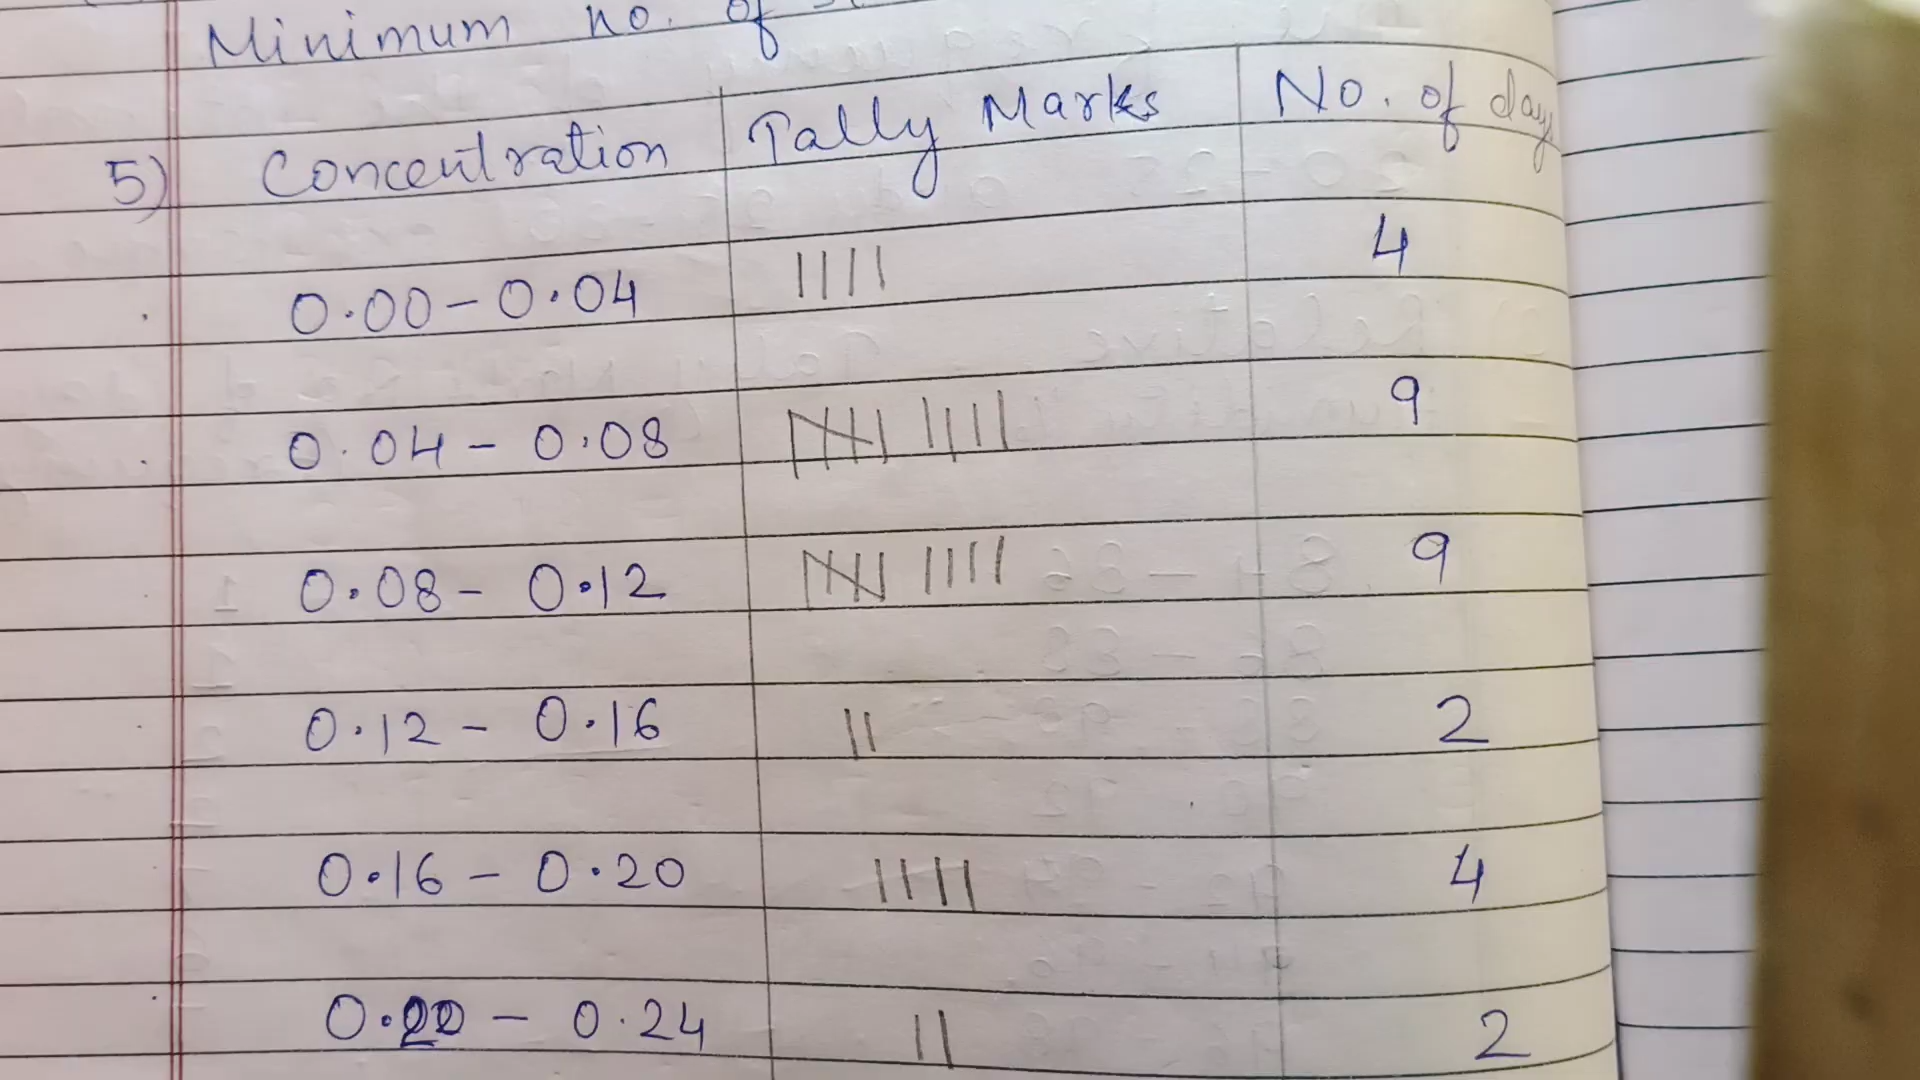 Minimum no. of
5) Concentration Tally Marks No. of days
0.00 - 0.04 |||| 4
0.04 - 0.08 |||| |||| 9
0.08 - 0.12 |||| |||| 9
0.12 - 0.16 || 2
0.16 - 0.20 |||| 4
0.20 - 0.24 || 2